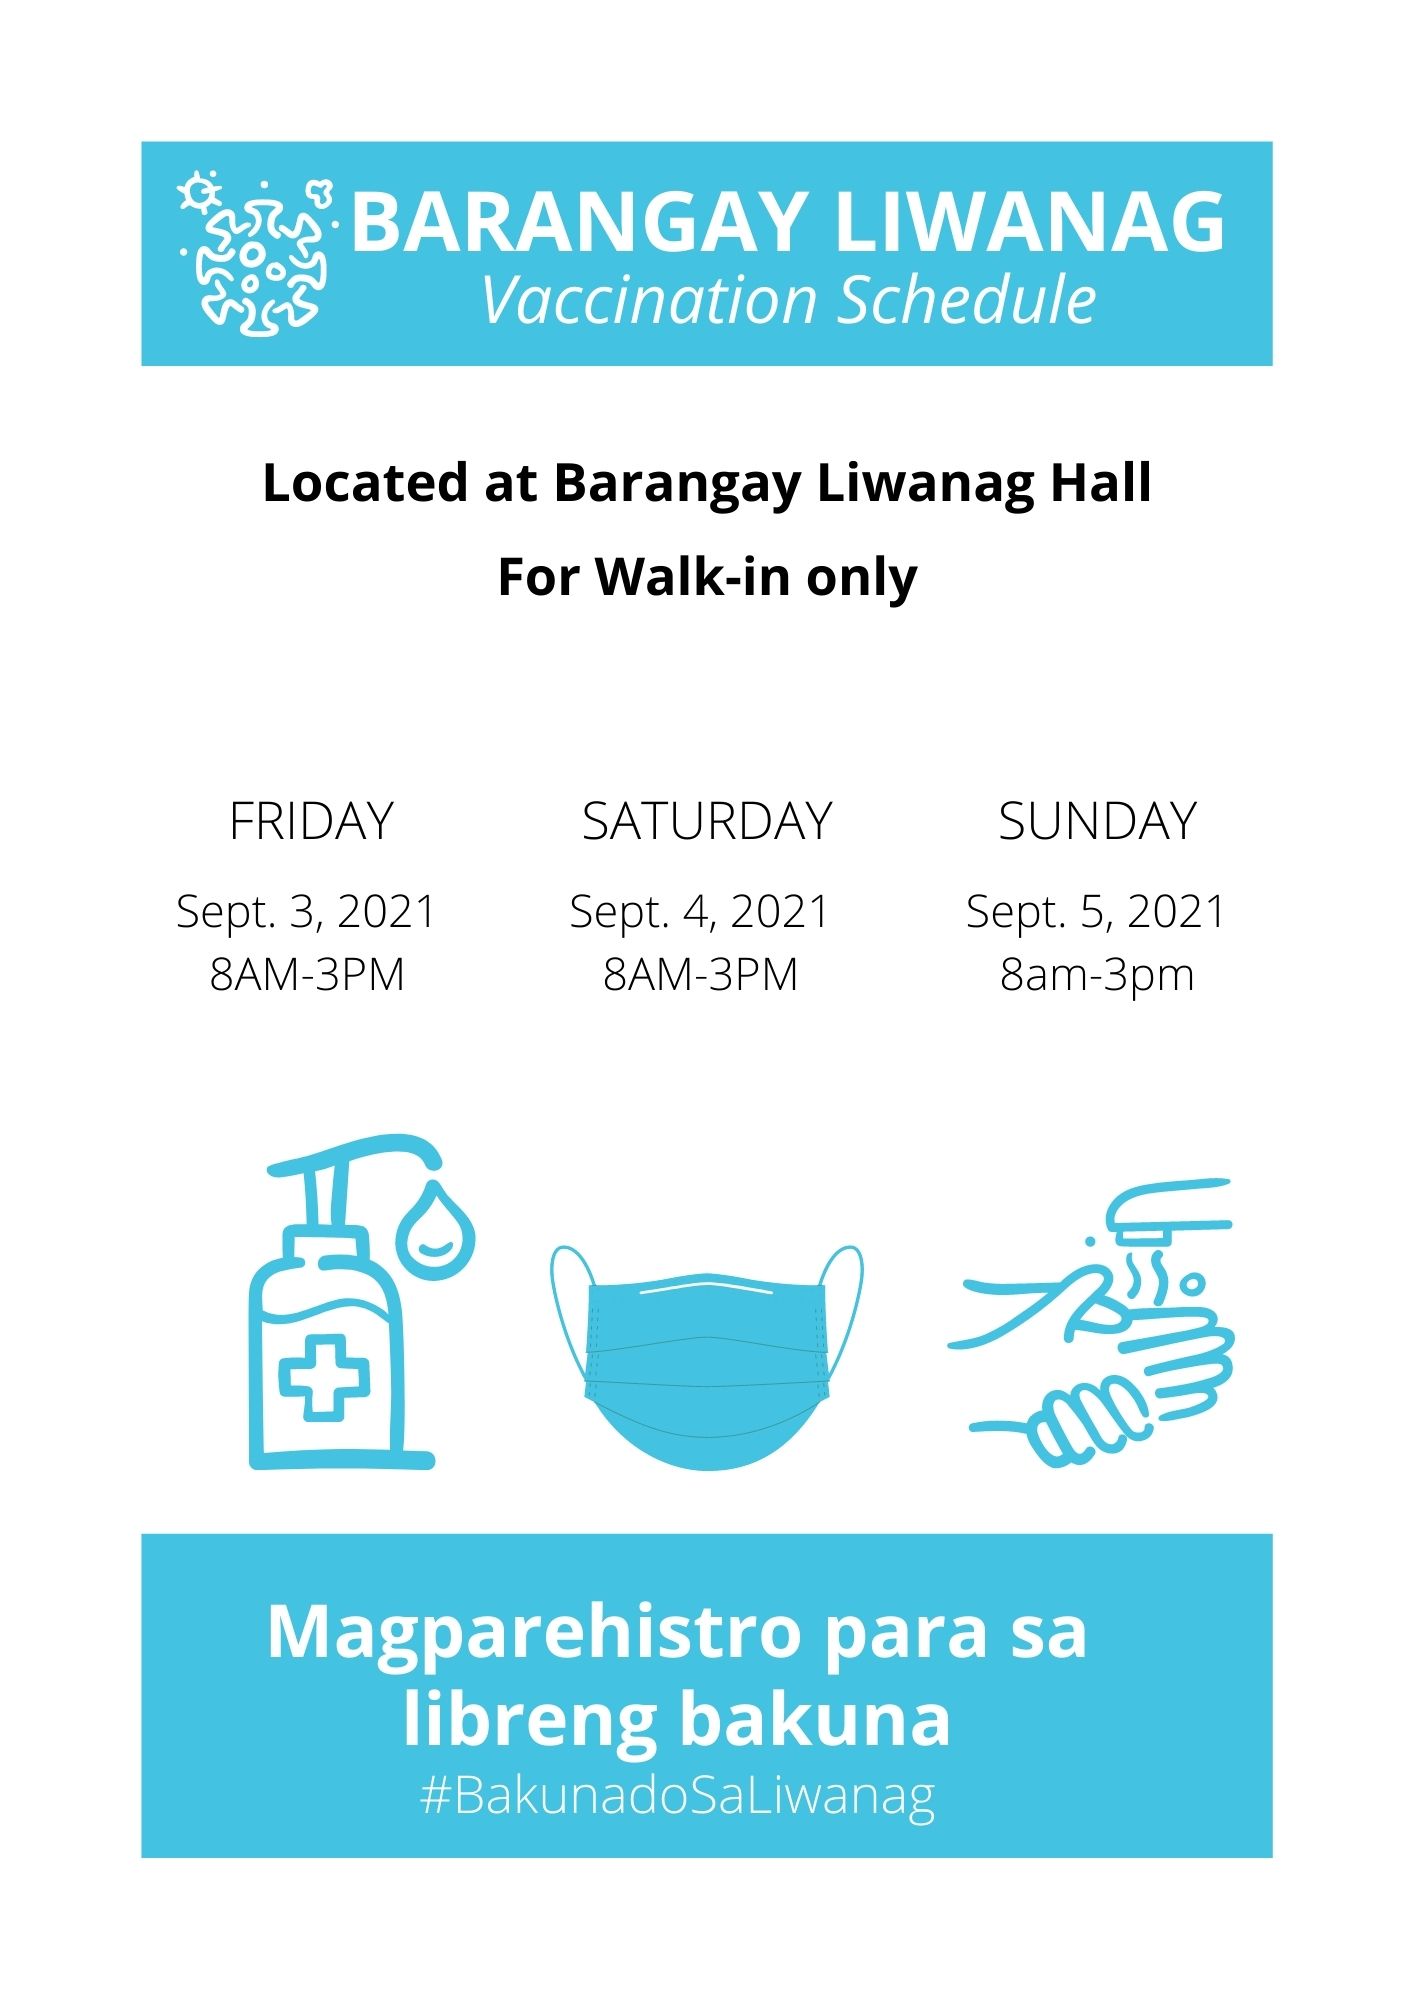 BARANGAY LIWANAG
Vaccination Schedule
Located at Barangay Liwanag Hall
For Walk-in only
FRIDAY
Sept. 3, 2021
8AM-3PM
SATURDAY
Sept. 4, 2021
8AM-3PM
SUNDAY
Sept. 5, 2021
8am-3pm
Magparehistro para sa
libreng bakuna
#BakunadoSaLiwanag